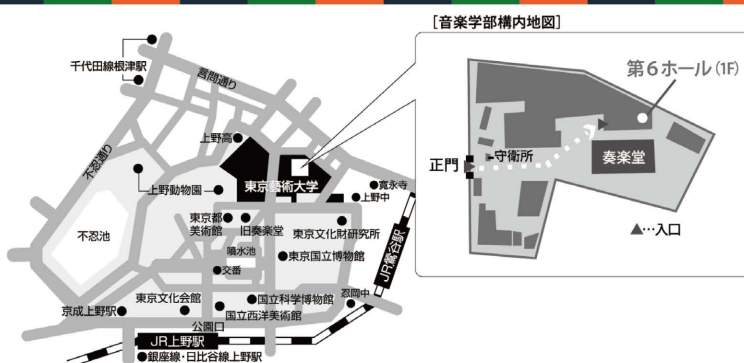 [音楽学部構内地図]
千代田線根津駅
言問通り
不忍通り
上野高
上野動物園
東京藝術大学
寛永寺
上野中
東京都
美術館
旧奏楽堂
東京文化財研究所
不忍池
噴水池
東京国立博物館
交番
JR鶯谷駅
忍岡中
東京文化会館
国立科学博物館
京成上野駅
国立西洋美術館
公園口
JR上野駅
銀座線・日比谷線上野駅
第6ホール(1F)
守衛所
正門
奏楽堂
▲…入口